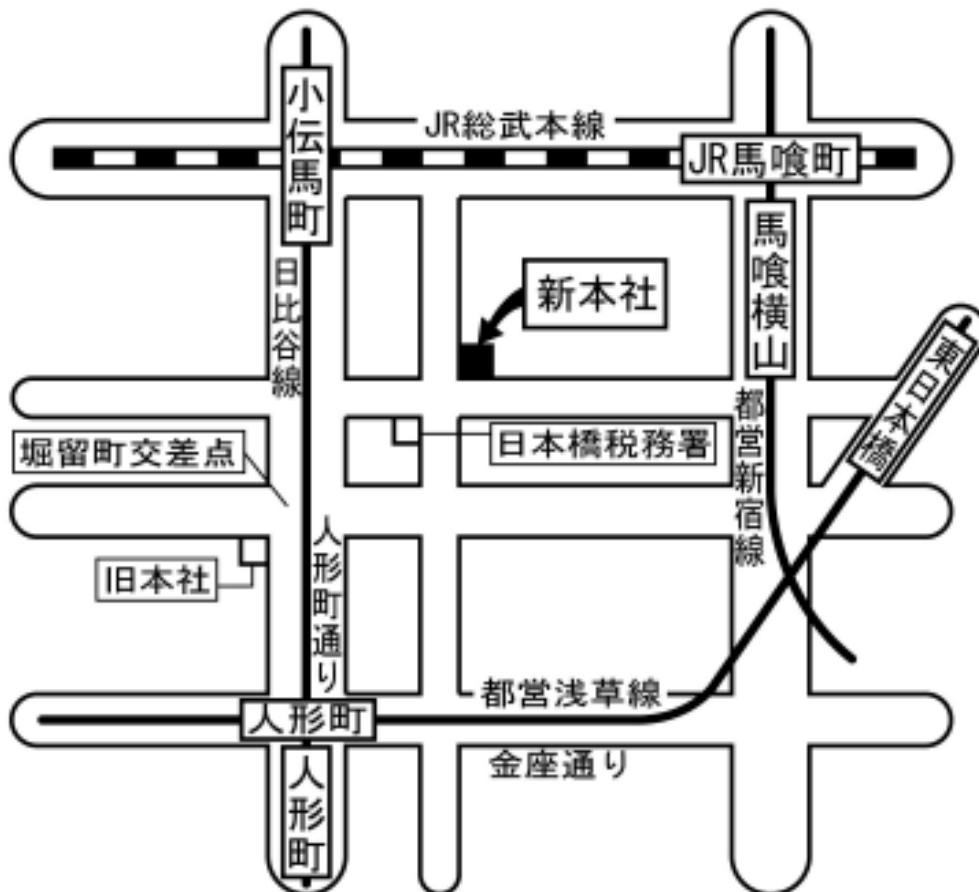 小伝馬町
JR総武本線
JR馬喰町
馬喰横山
新本社
日比谷線
東日本橋
都営新宿線
日本橋税務署
堀留町交差点
人形町通り
旧本社
都営浅草線
人形町
金座通り
人形町